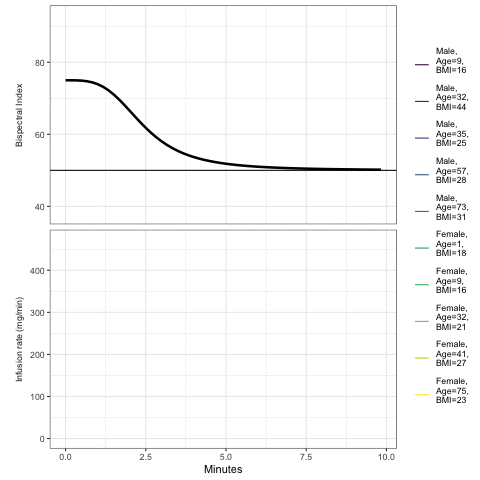 Bispectral Index
80
60
40
Infusion rate (mg/min)
400
300
200
100
0
0.0 2.5 5.0 7.5 10.0
Minutes
Male,
Age=9,
BMI=16
Male,
Age=32,
BMI=44
Male,
Age=35,
BMI=25
Male,
Age=57,
BMI=28
Male,
Age=73,
BMI=31
Female,
Age=1,
BMI=18
Female,
Age=9,
BMI=16
Female,
Age=32,
BMI=21
Female,
Age=41,
BMI=27
Female,
Age=75,
BMI=23